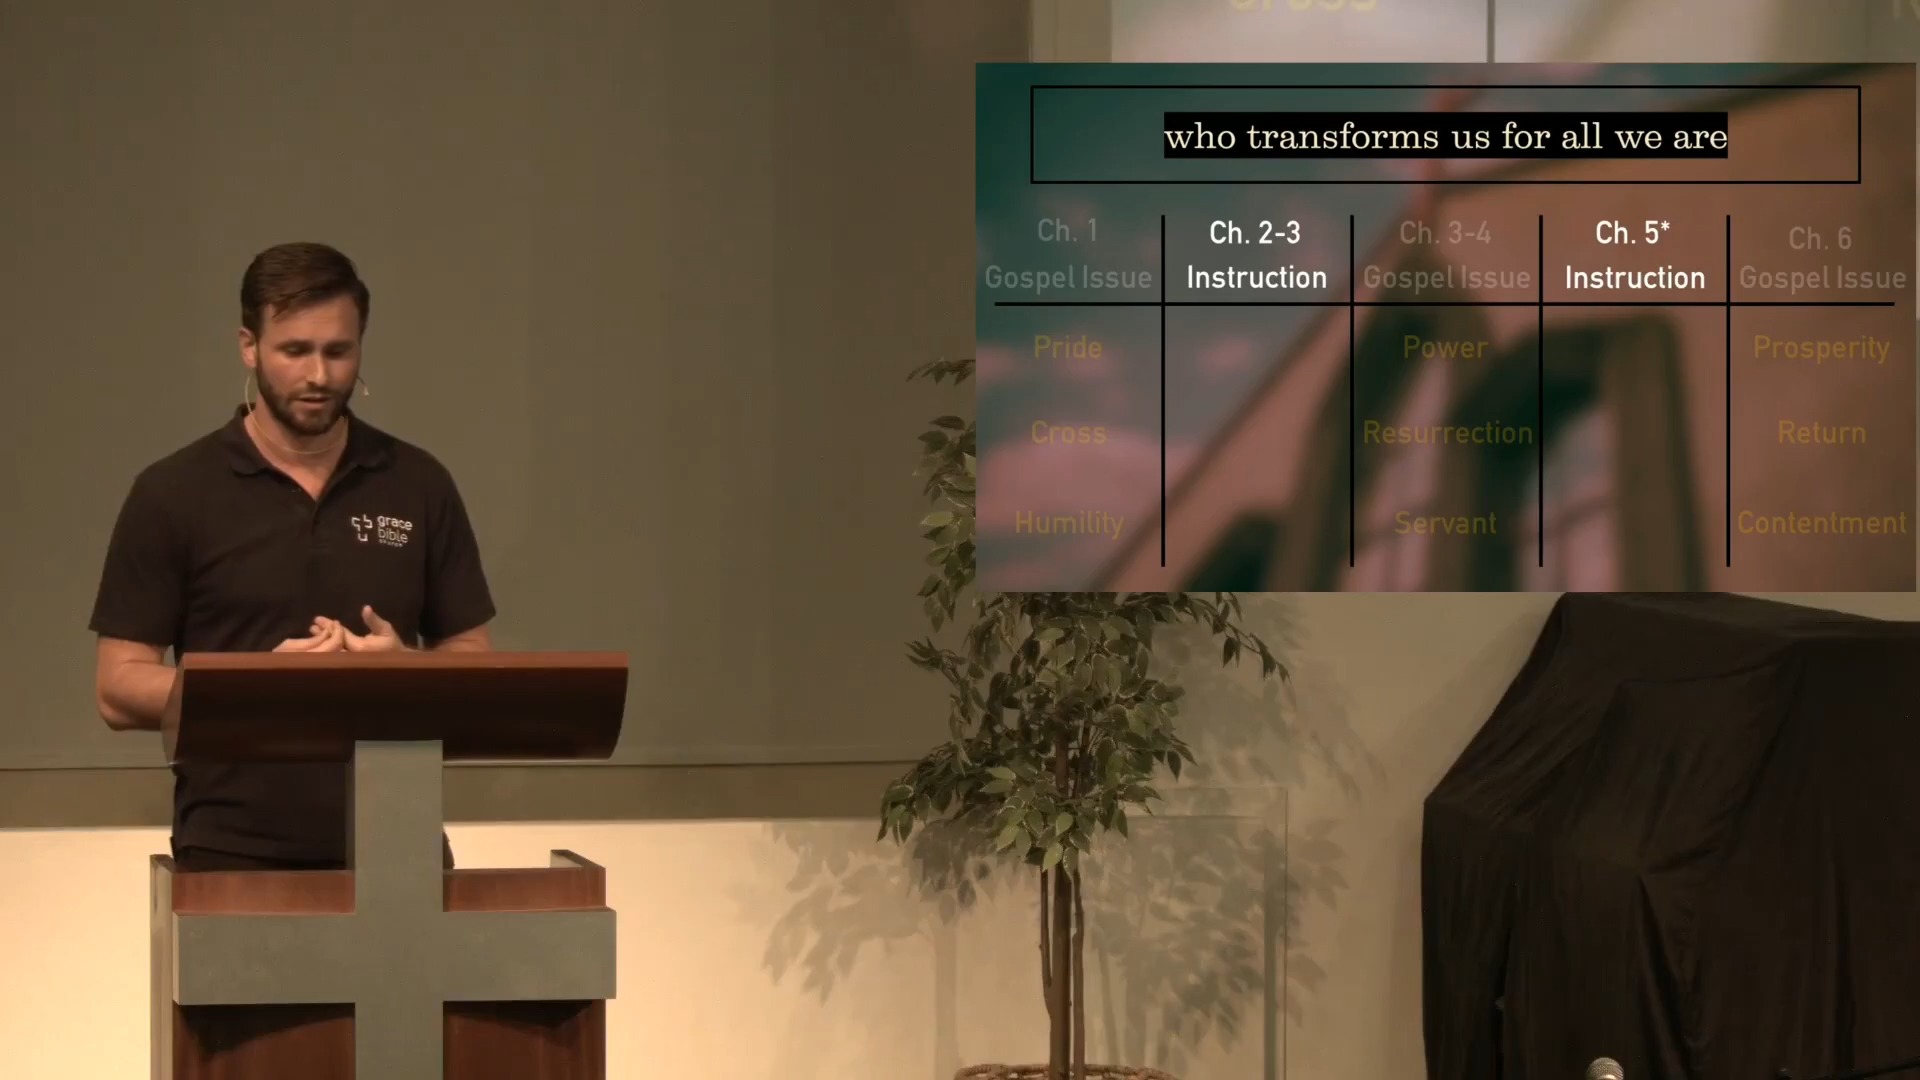 Cross
who transforms us for all we are
Ch. 1
Gospel Issue
Ch. 2-3
Instruction
Ch. 3-4
Gospel Issue
Ch. 5*
Instruction
Ch. 6
Gospel Issue
Pride
Power
Prosperity
Cross
Resurrection
Return
Humility
Servant
Contentment
grace
bible
church